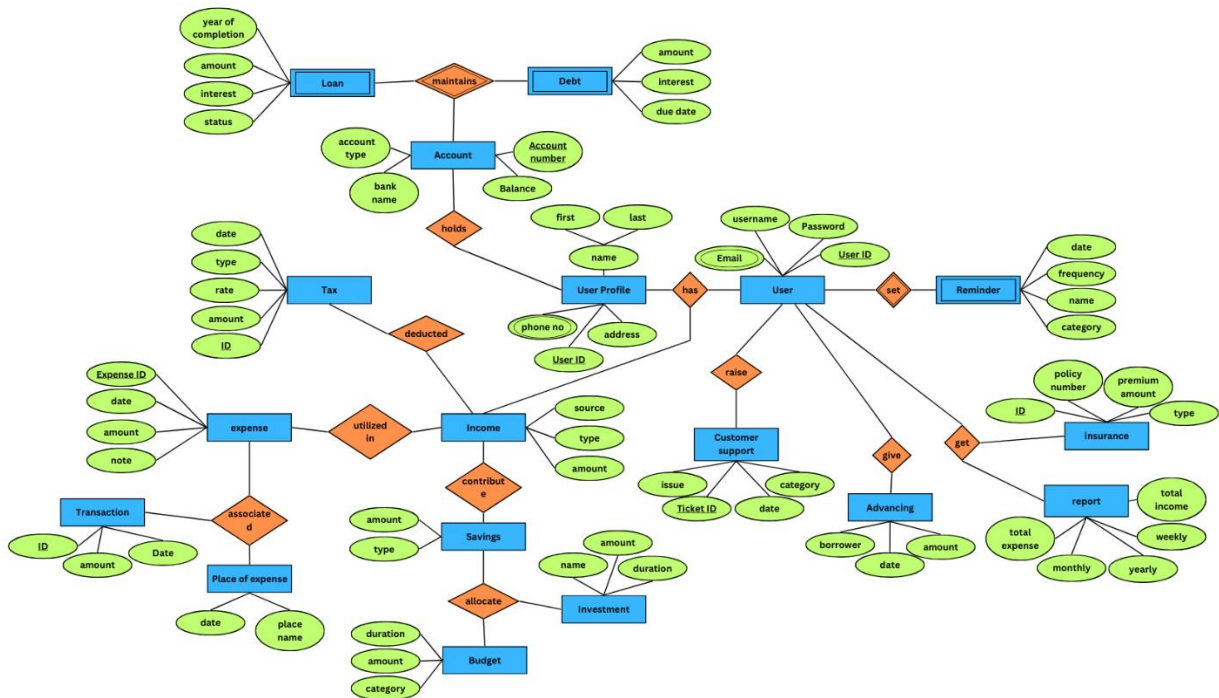 year of
completion
amount
interest
status
Loan
maintains
Debt
amount
interest
due date
account
type
bank
name
Account
Account
number
Balance
holds
first
last
name
User Profile
phone no
User ID
address
has
username
Password
Email
User ID
User
set
Reminder
date
frequency
name
category
date
type
rate
amount
ID
Tax
deducted
Expense ID
date
amount
note
expense
utilized
in
Income
source
type
amount
raise
Customer
support
issue
Ticket ID
category
date
give
Advancing
borrower
date
amount
get
policy
number
premium
amount
ID
type
insurance
report
total
income
total
expense
weekly
monthly
yearly
contribut
e
amount
type
Savings
Transaction
ID
amount
Date
associate
d
Place of expense
date
place
name
allocate
name
amount
duration
Investment
duration
amount
category
Budget